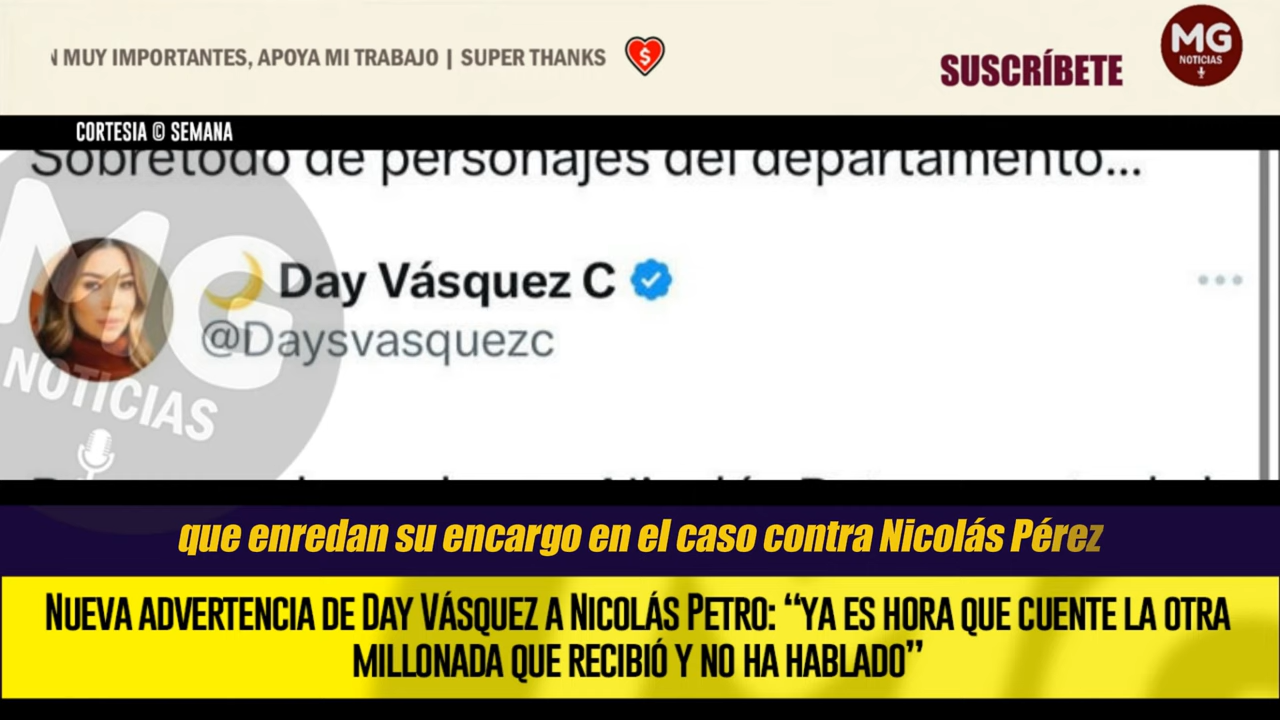 MUY IMPORTANTES, APOYA MI TRABAJO | SUPER THANKS
SUSCRÍBETE
MG
NOTICIAS
CORTESIA © SEMANA
Sobretodo de personajes del departamento...
Day Vásquez C
@Daysvasquezc
MG
NOTICIAS
que enredan su encargo en el caso contra Nicolás Pérez
NUEVA ADVERTENCIA DE DAY VÁSQUEZ A NICOLÁS PETRO: “YA ES HORA QUE CUENTE LA OTRA
MILLONADA QUE RECIBIÓ Y NO HA HABLADO”